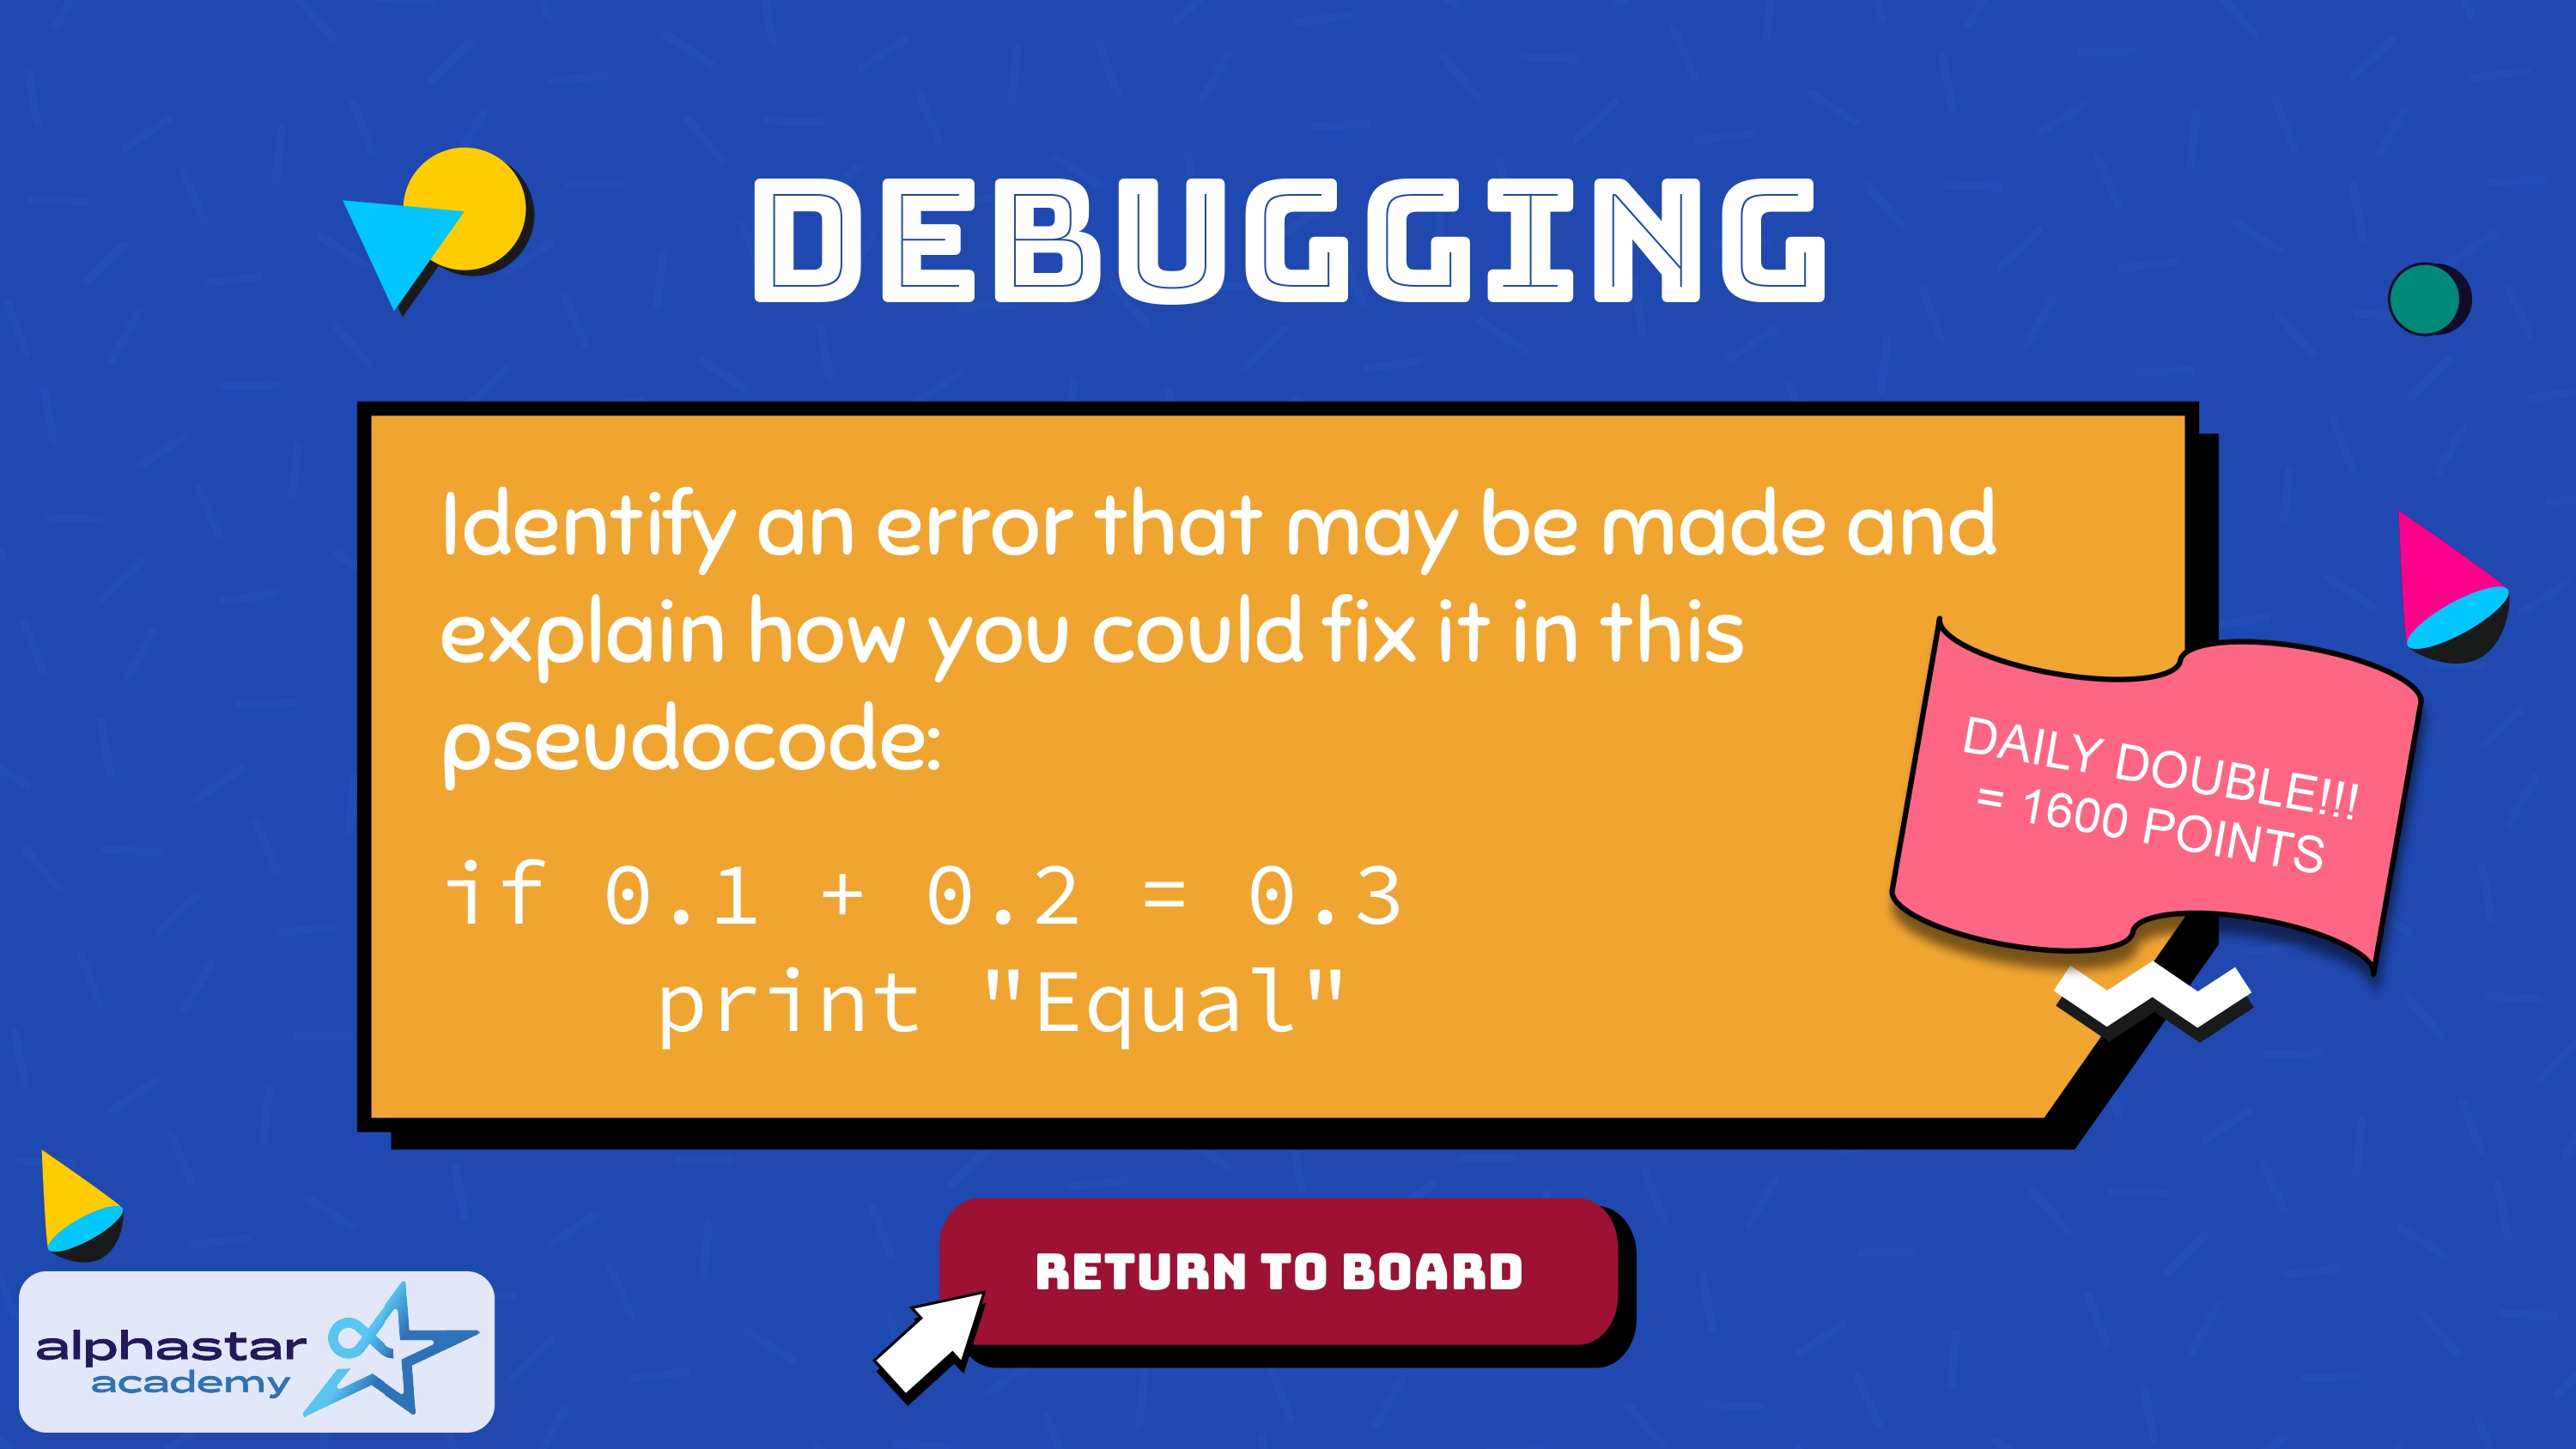 DEBUGGING
Identify an error that may be made and
explain how you could fix it in this
pseudocode:
if 0.1 + 0.2 = 0.3
    print "Equal"
DAILY DOUBLE!!!
= 1600 POINTS
RETURN TO BOARD
alphastar
academy